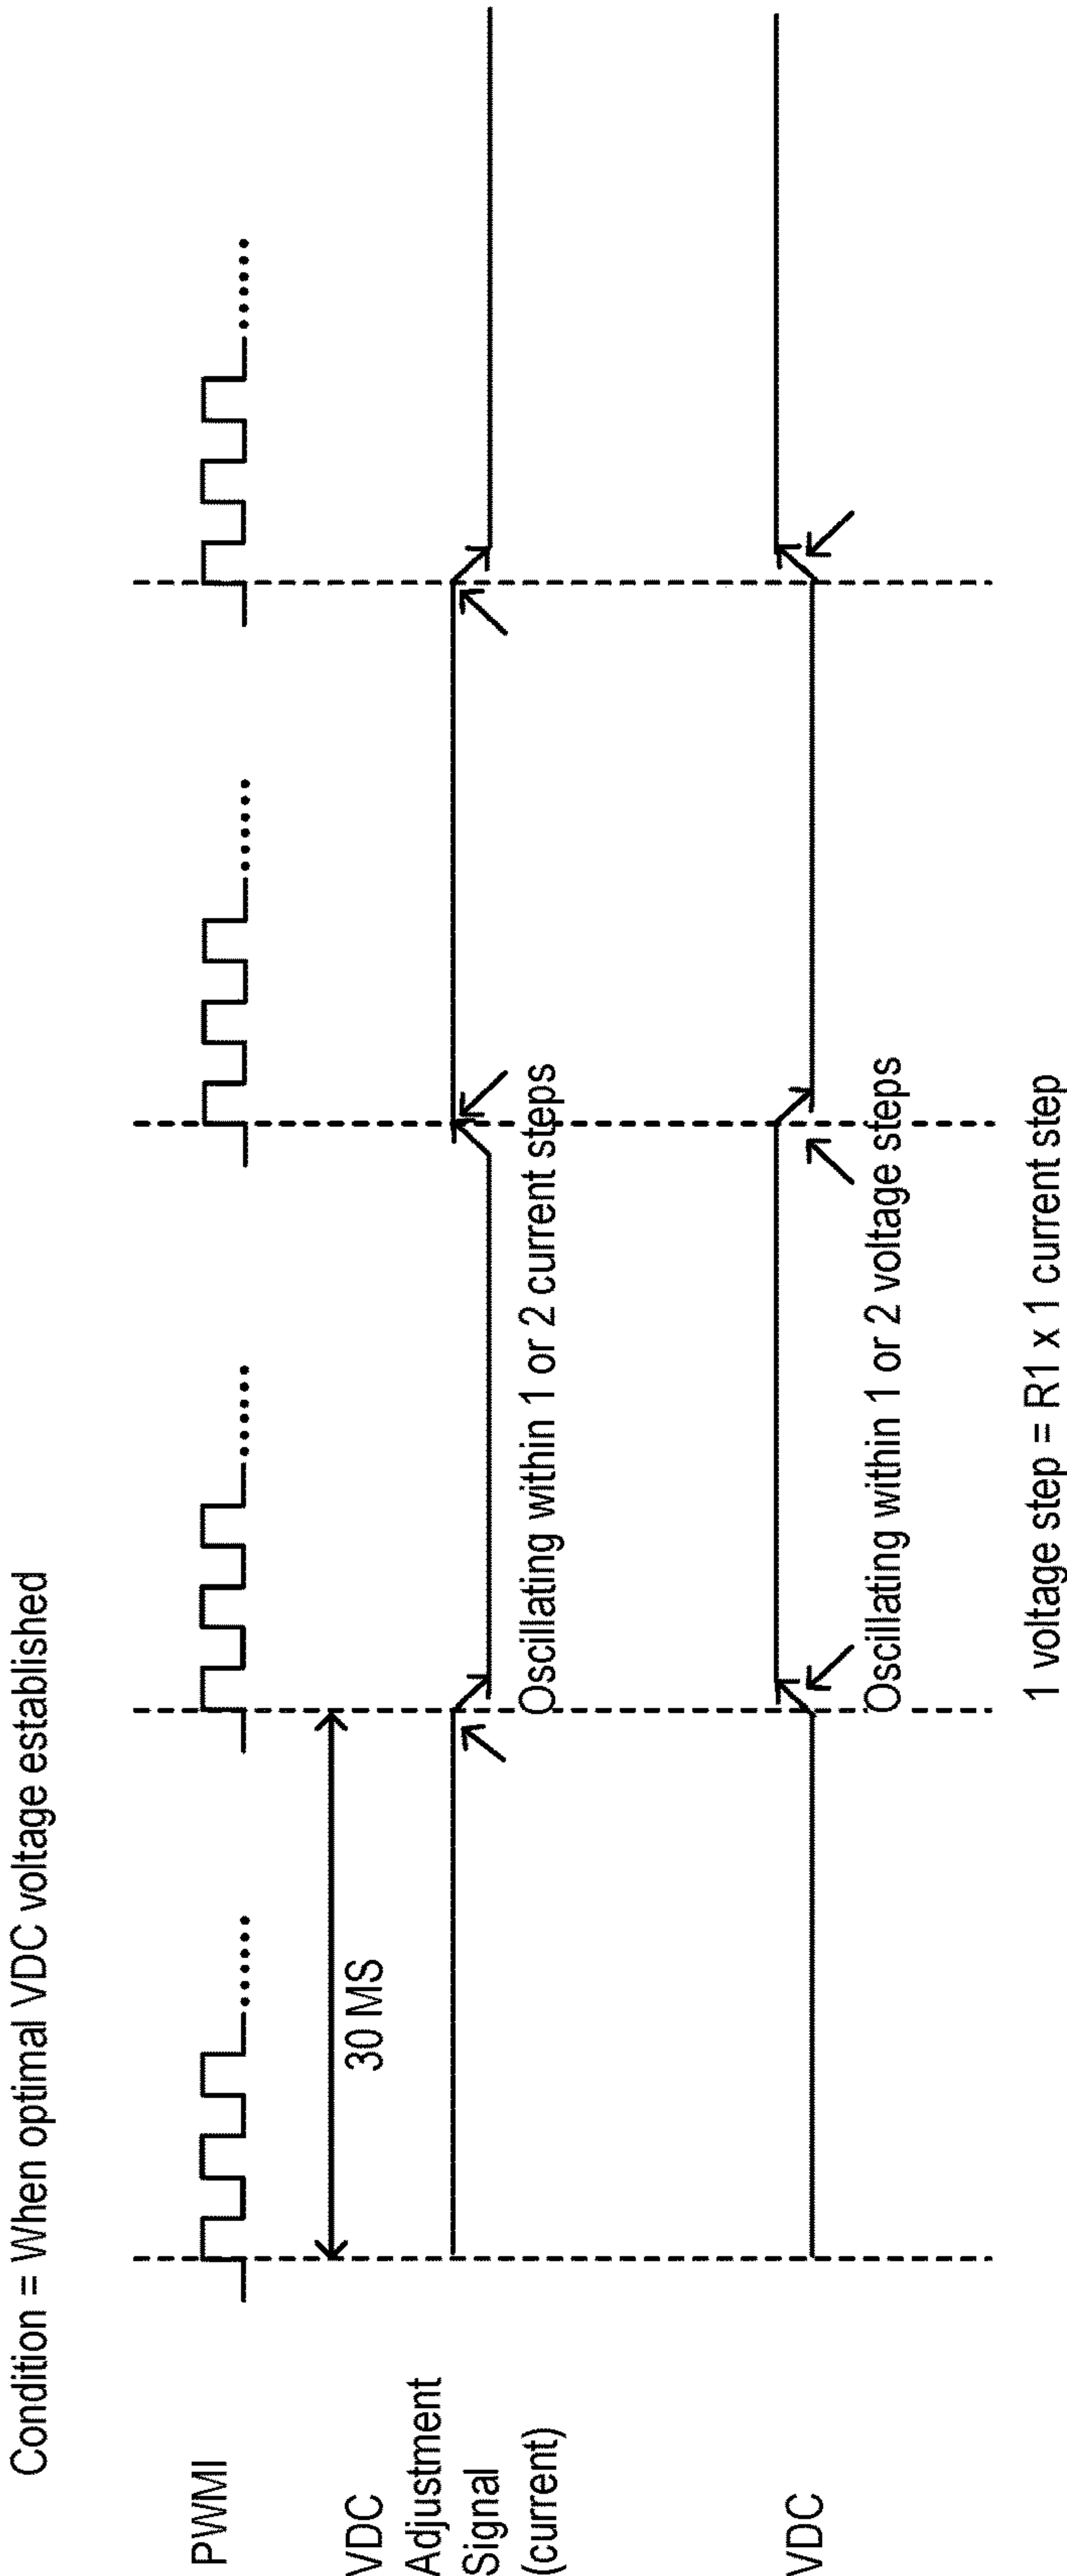 Condition = When optimal VDC voltage established
PWMI
30 MS
VDC
Adjustment
Signal
(current)
Oscillating within 1 or 2 current steps
VDC
Oscillating within 1 or 2 voltage steps
1 voltage step = R1 x 1 current step